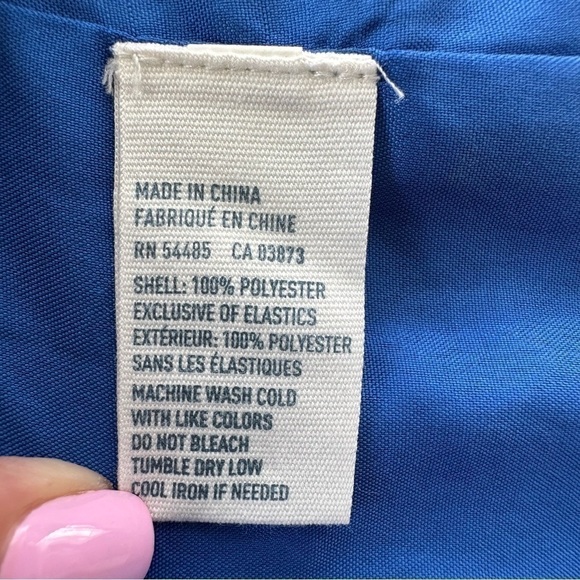 MADE IN CHINA
FABRIQUÉ EN CHINE
RN 54485 CA 03873
SHELL: 100% POLYESTER
EXCLUSIVE OF ELASTICS
EXTÉRIEUR: 100% POLYESTER
SANS LES ÉLASTIQUES
MACHINE WASH COLD
WITH LIKE COLORS
DO NOT BLEACH
TUMBLE DRY LOW
COOL IRON IF NEEDED